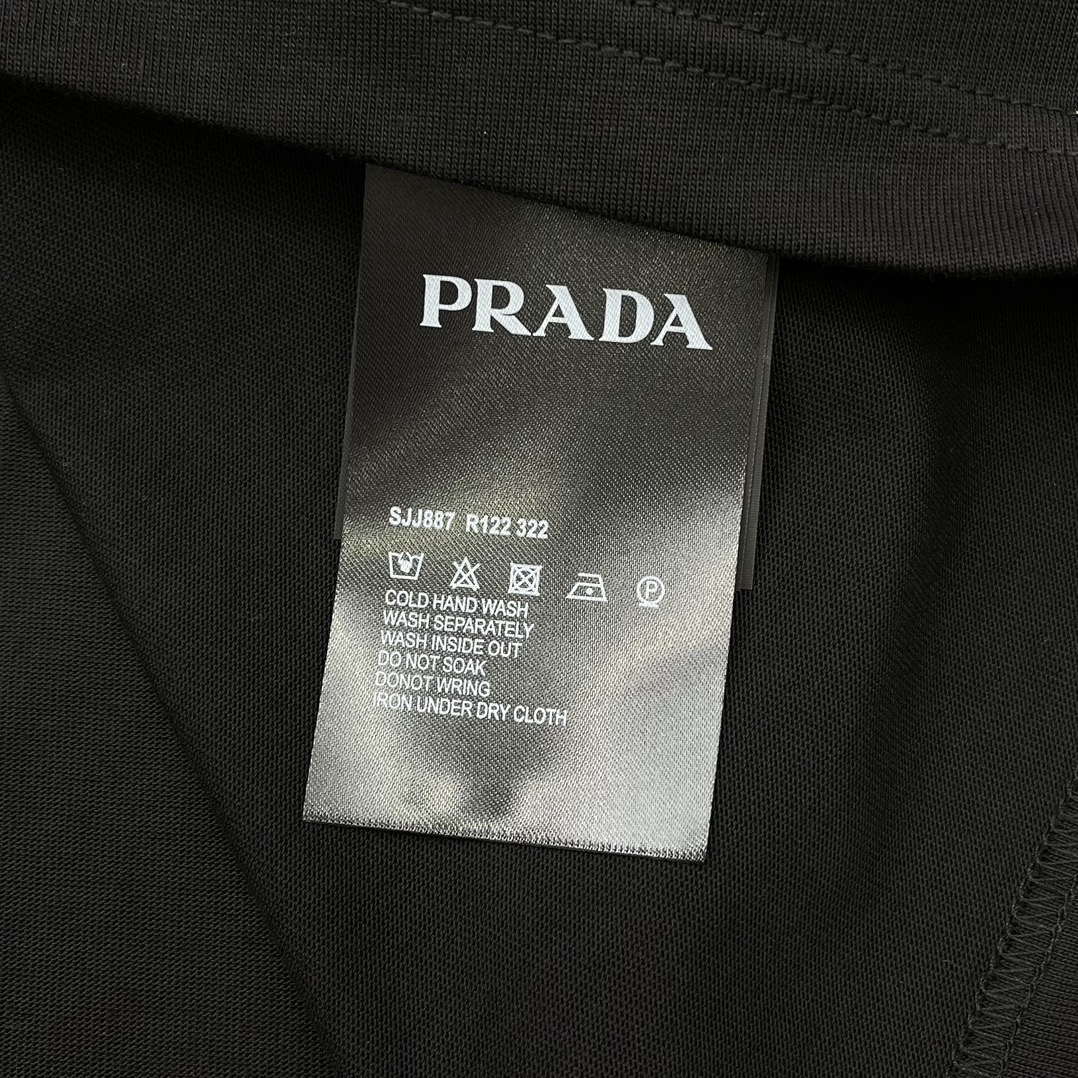 PRADA
SJJ887 R122 322
P
COLD HAND WASH
WASH SEPARATELY
WASH INSIDE OUT
DO NOT SOAK
DONOT WRING
IRON UNDER DRY CLOTH